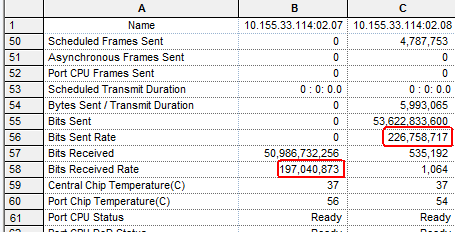 A B C
1 Name 10.155.33.114:02.07 10.155.33.114:02.08
50 Scheduled Frames Sent 0 4,787,753
51 Asynchronous Frames Sent 0 0
52 Port CPU Frames Sent 0 0
53 Scheduled Transmit Duration 0 : 0: 0.0 0 : 0: 0.0
54 Bytes Sent / Transmit Duration 0 5,993,065
55 Bits Sent 0 53,622,833,600
56 Bits Sent Rate 0 226,758,717
57 Bits Received 50,986,732,256 535,192
58 Bits Received Rate 197,040,873 1,064
59 Central Chip Temperature(C) 37 37
60 Port Chip Temperature(C) 56 54
61 Port CPU Status Ready Ready